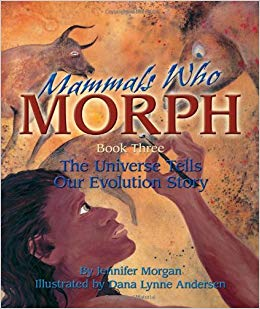 Mammals Who
MORPH
Book Three
The Universe Tells
Our Evolution Story
By Jennifer Morgan
Illustrated by Dana Lynne Andersen